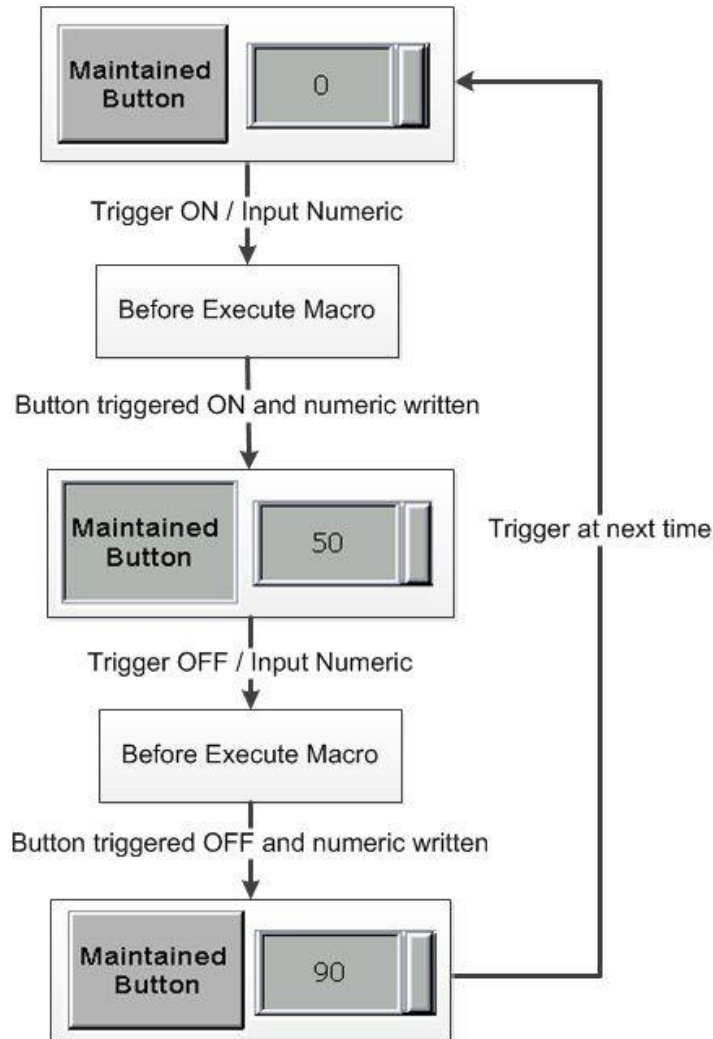 Maintained
Button
0
Trigger ON / Input Numeric
Before Execute Macro
Button triggered ON and numeric written
Maintained
Button
50
Trigger at next time
Trigger OFF / Input Numeric
Before Execute Macro
Button triggered OFF and numeric written
Maintained
Button
90